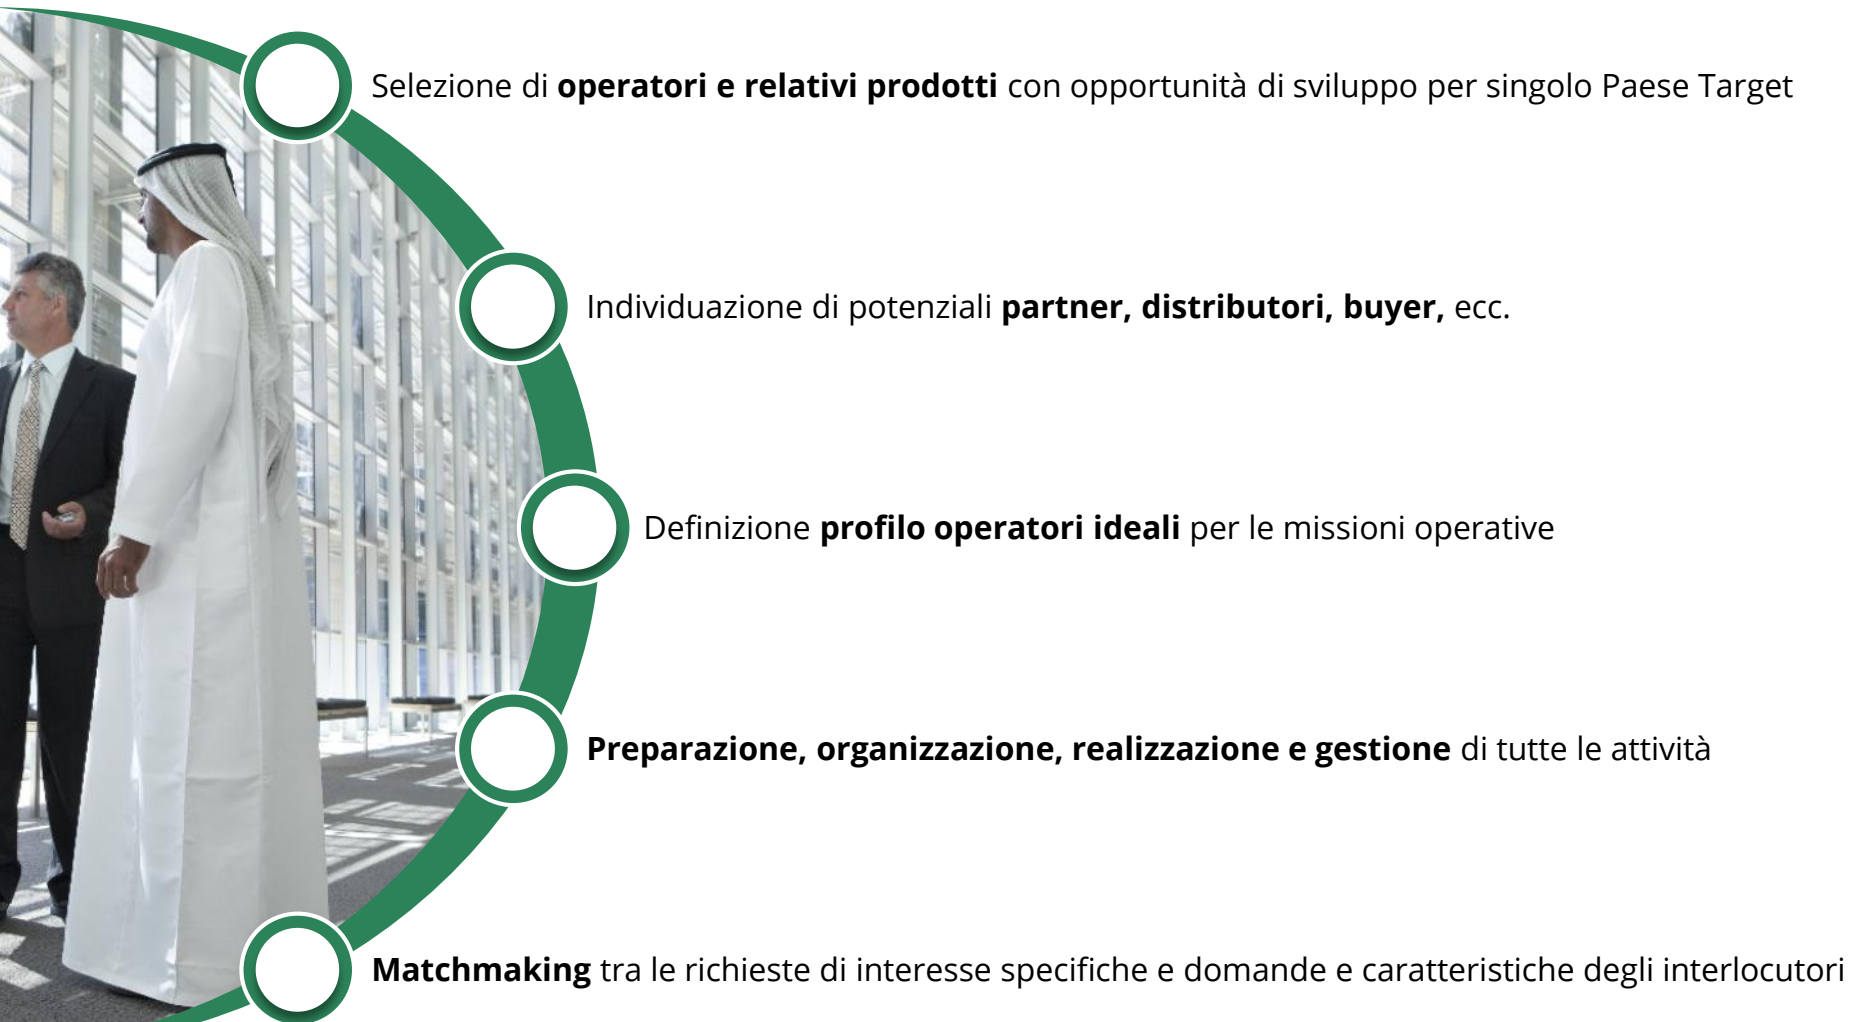 Selezione di operatori e relativi prodotti con opportunità di sviluppo per singolo Paese Target
Individuazione di potenziali partner, distributori, buyer, ecc.
Definizione profilo operatori ideali per le missioni operative
Preparazione, organizzazione, realizzazione e gestione di tutte le attività
Matchmaking tra le richieste di interesse specifiche e domande e caratteristiche degli interlocutori